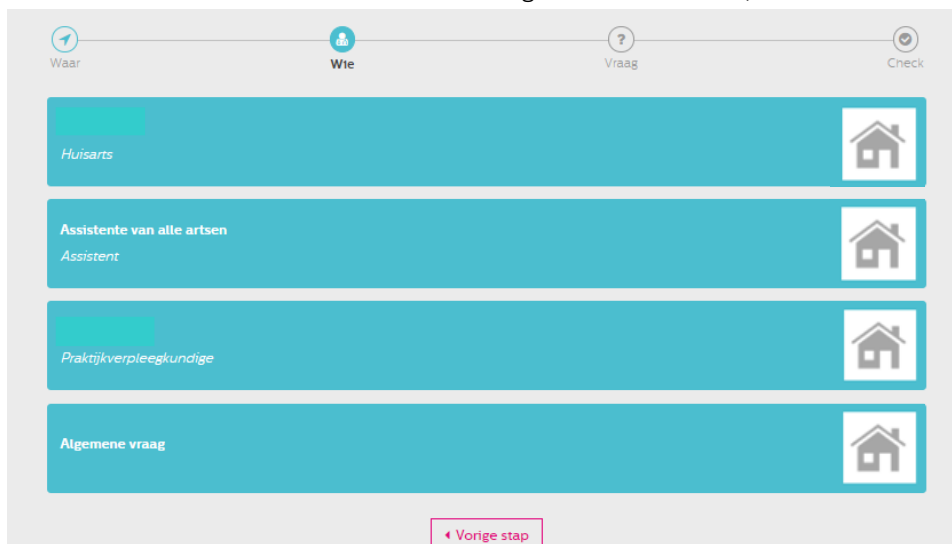 Waar
Wie
?
Vraag
Check
Huisarts
Assistente van alle artsen
Assistent
Praktijkverpleegkundige
Algemene vraag
Vorige stap